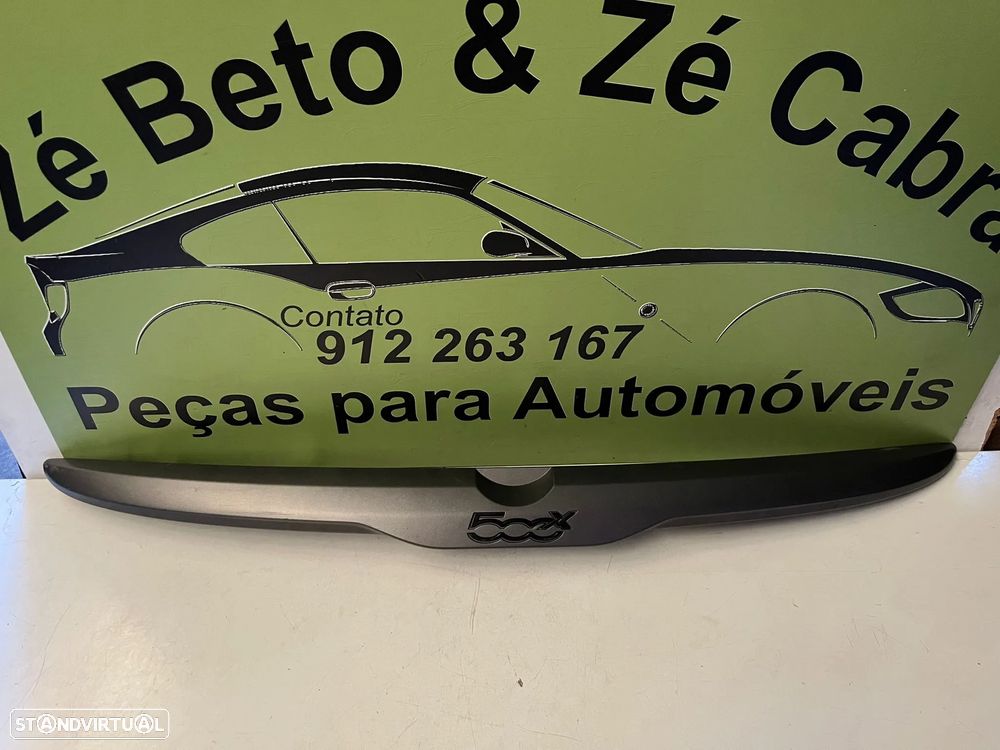 Zé Beto & Zé Cabra
Contato
912 263 167
Peças para Automóveis
500X
STANDVIRTUAL